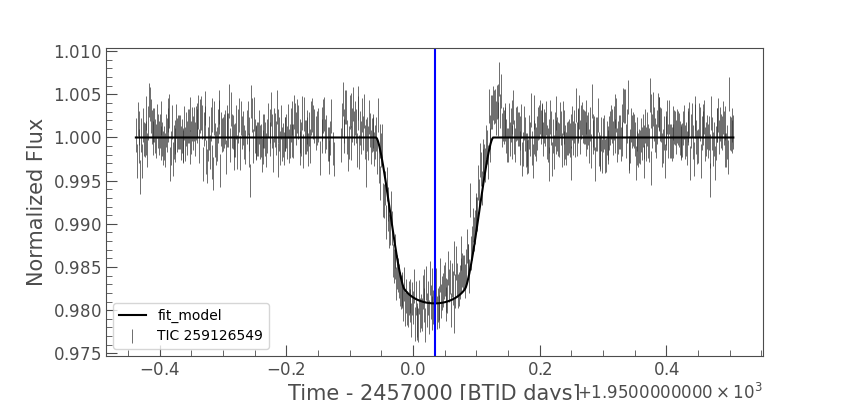 1.010
1.005
1.000
0.995
0.990
0.985
0.980
0.975
Normalized Flux
fit_model
TIC 259126549
−0.4 −0.2 0.0 0.2 0.4
Time - 2457000 [BTJD days]
+1.9500000000 × 10³